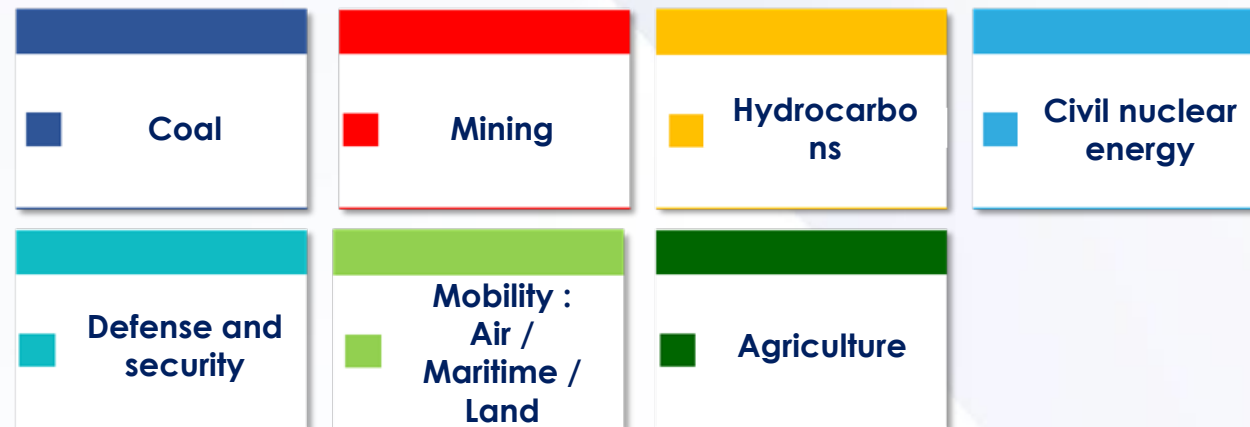 Coal
Mining
Hydrocarbo
ns
Civil nuclear
energy
Defense and
security
Mobility :
Air /
Maritime /
Land
Agriculture